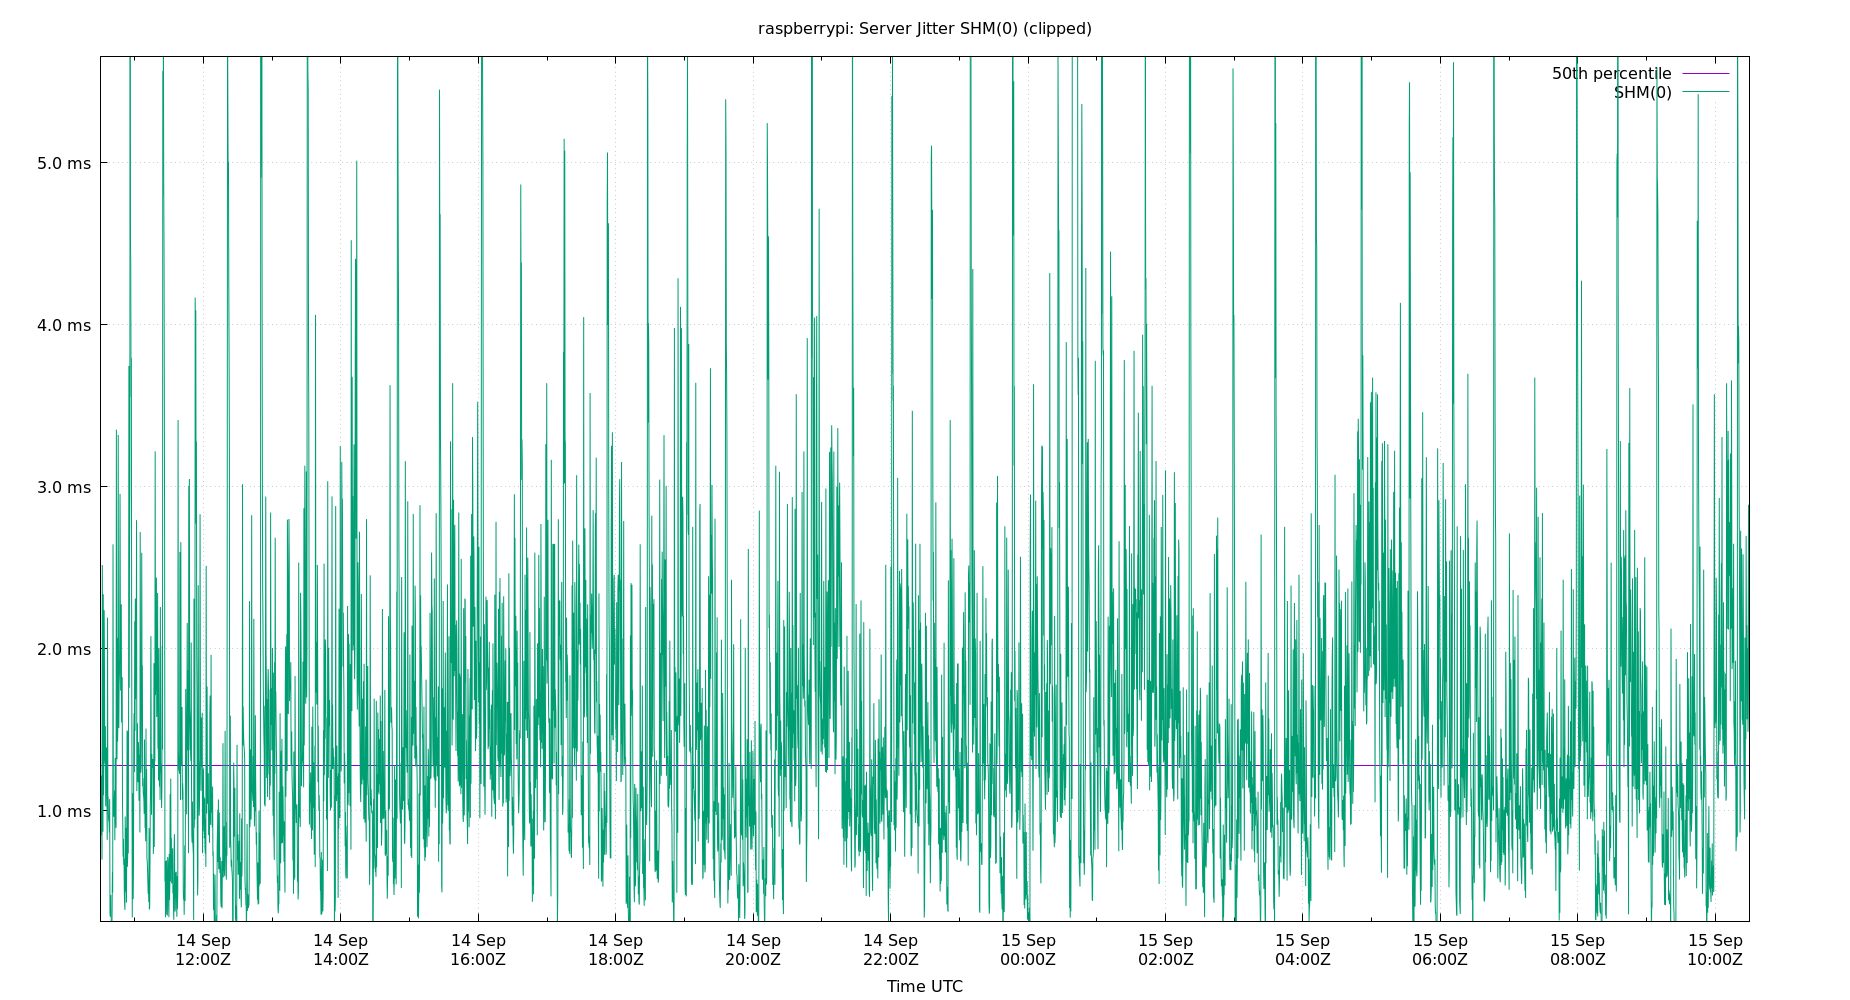 raspberrypi: Server Jitter SHM(0) (clipped)
50th percentile
SHM(0)
5.0 ms
4.0 ms
3.0 ms
2.0 ms
1.0 ms
14 Sep 14 Sep 14 Sep 14 Sep 14 Sep 14 Sep 15 Sep 15 Sep 15 Sep 15 Sep 15 Sep 15 Sep
12:00Z 14:00Z 16:00Z 18:00Z 20:00Z 22:00Z 00:00Z 02:00Z 04:00Z 06:00Z 08:00Z 10:00Z
Time UTC